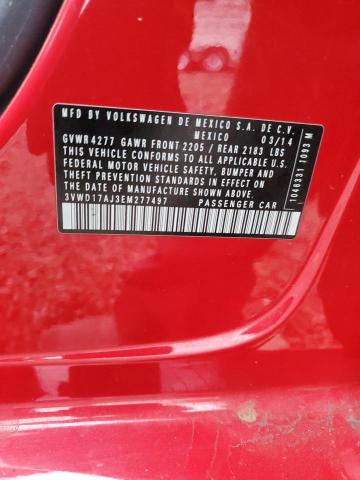 MFD BY VOLKSWAGEN DE MEXICO S.A. DE C.V.
MEXICO 03/14
GVWR 4277 GAWR FRONT 2205 / REAR 2183 LBS
THIS VEHICLE CONFORMS TO ALL APPLICABLE U.S.
FEDERAL MOTOR VEHICLE SAFETY, BUMPER AND
THEFT PREVENTION STANDARDS IN EFFECT ON THE
DATE OF MANUFACTURE SHOWN ABOVE.
3VWD17AJ3EM277497 PASSENGER CAR
1046331 1093 M